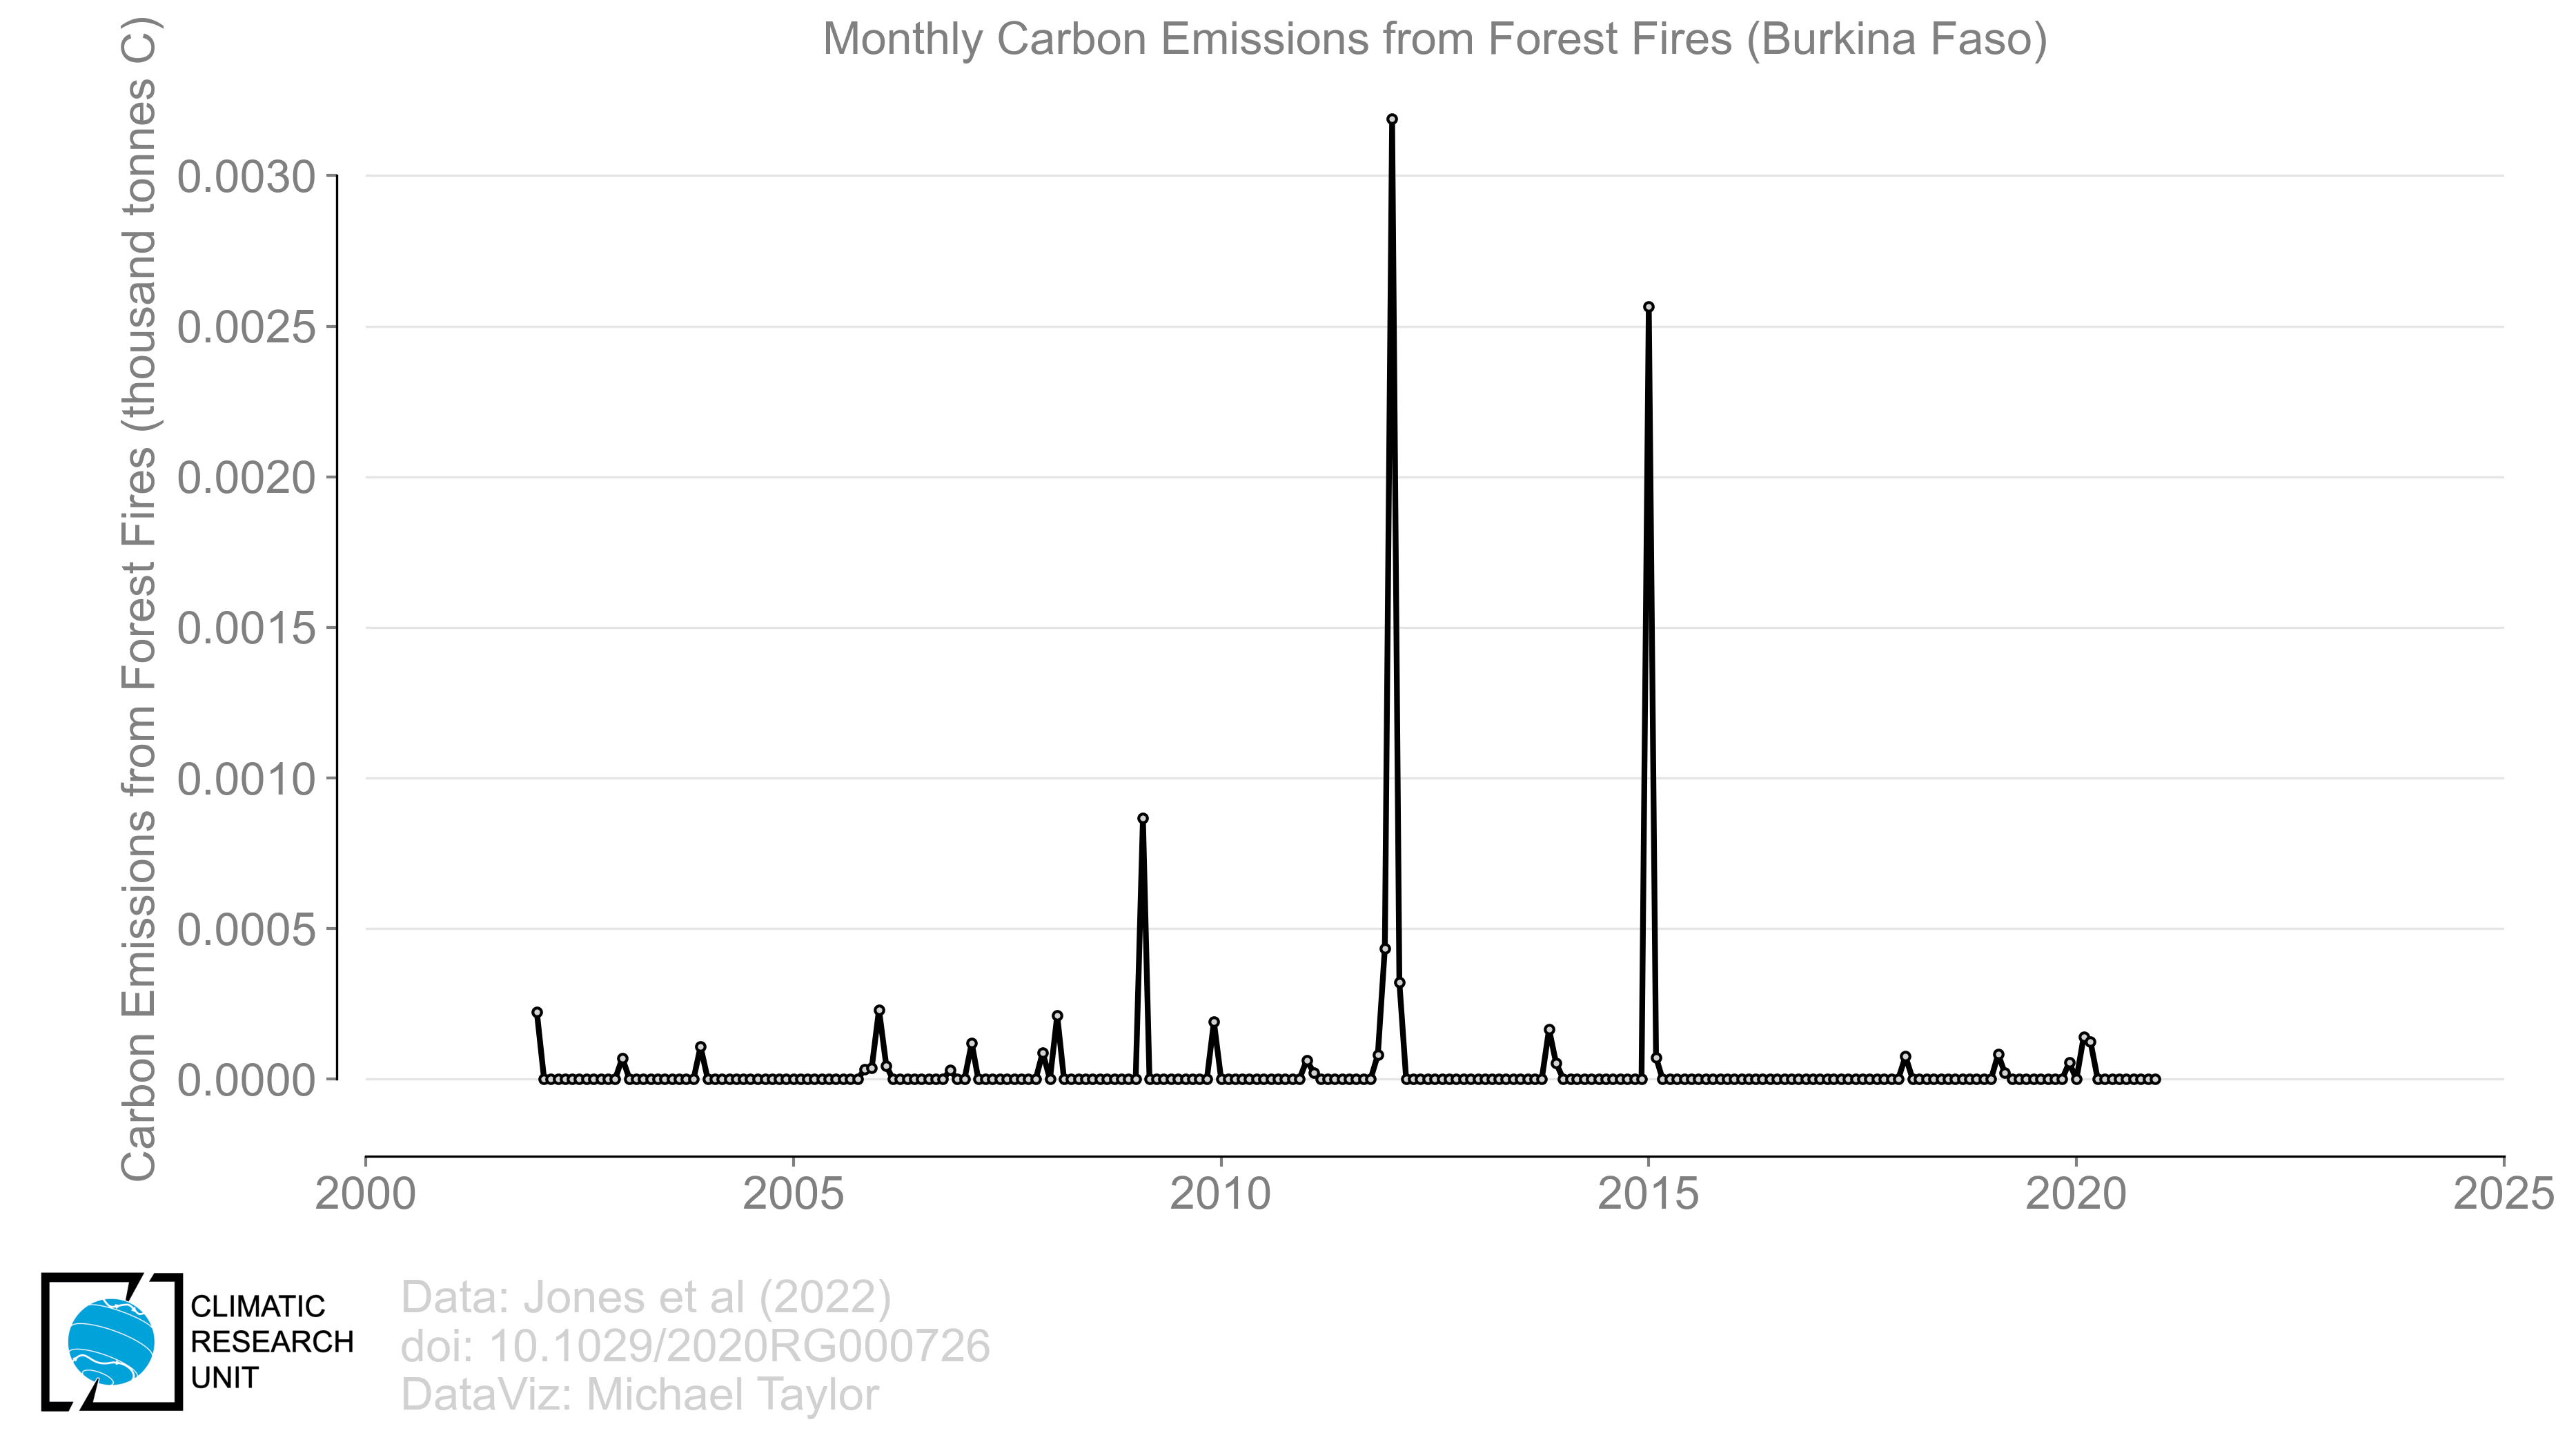 Monthly Carbon Emissions from Forest Fires (Burkina Faso)
Carbon Emissions from Forest Fires (thousand tonnes C)
0.0030
0.0025
0.0020
0.0015
0.0010
0.0005
0.0000
2000
2005
2010
2015
2020
2025
CLIMATIC
RESEARCH
UNIT
Data: Jones et al (2022)
doi: 10.1029/2020RG000726
DataViz: Michael Taylor